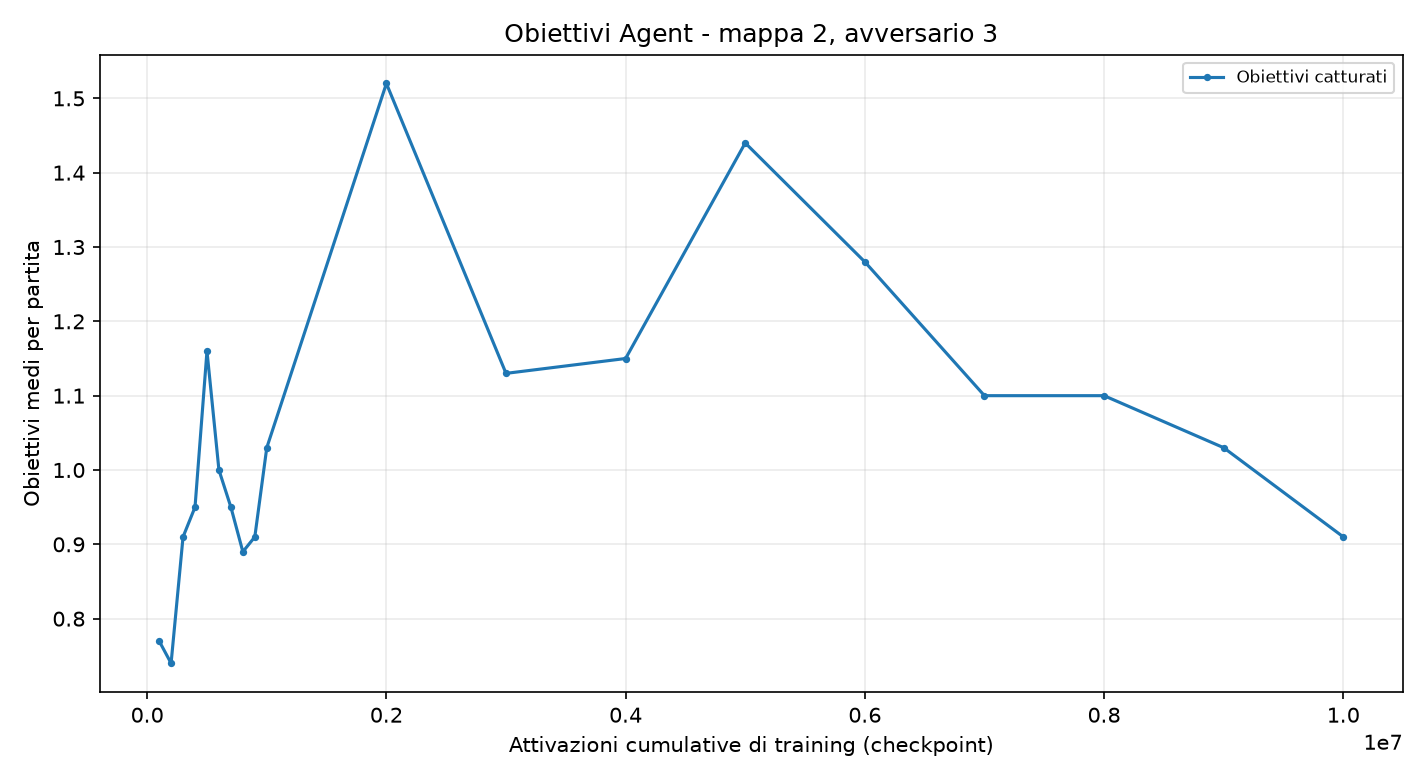 Obiettivi Agent - mappa 2, avversario 3
Obiettivi catturati
Obiettivi medi per partita
1.5
1.4
1.3
1.2
1.1
1.0
0.9
0.8
0.0 0.2 0.4 0.6 0.8 1.0
1e7
Attivazioni cumulative di training (checkpoint)